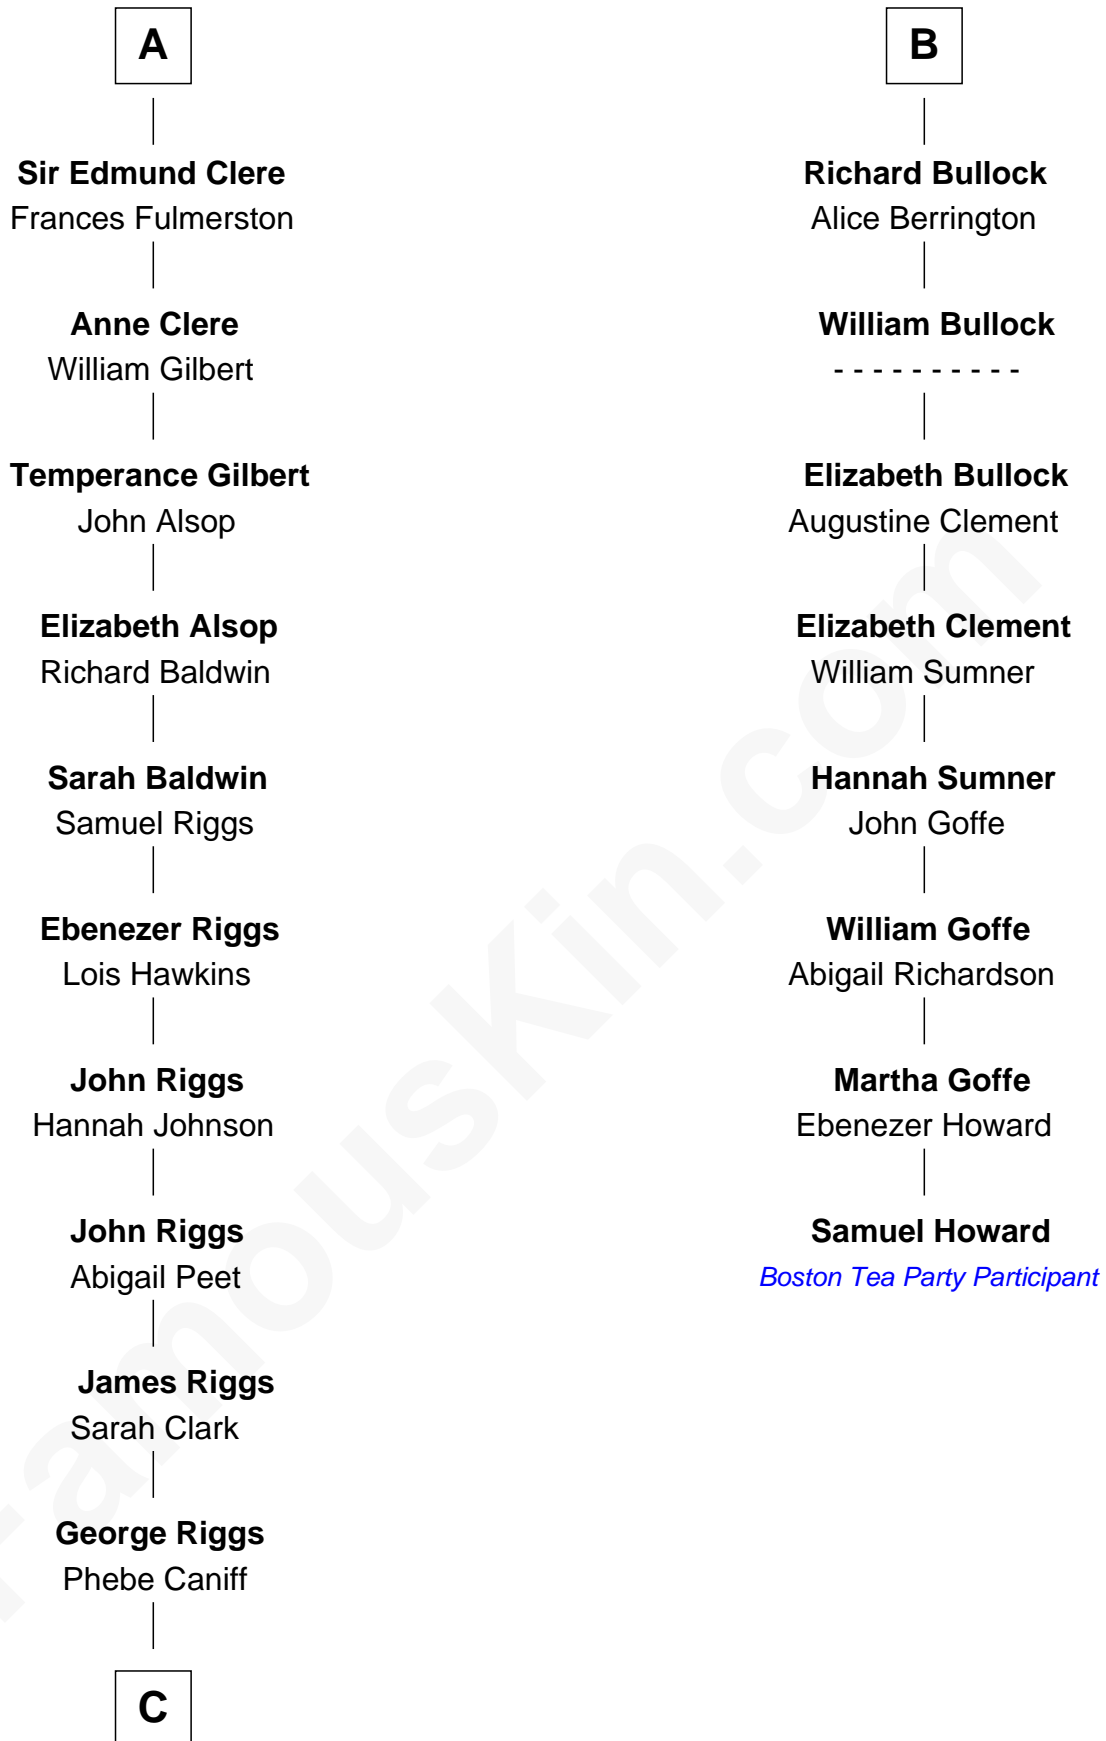 A
Sir Edmund Clere
Frances Fulmerston
Anne Clere
William Gilbert
Temperance Gilbert
John Alsop
Elizabeth Alsop
Richard Baldwin
Sarah Baldwin
Samuel Riggs
Ebenezer Riggs
Lois Hawkins
John Riggs
Hannah Johnson
John Riggs
Abigail Peet
James Riggs
Sarah Clark
George Riggs
Phebe Caniff
C
B
Richard Bullock
Alice Berrington
William Bullock
- - - - - - - - - -
Elizabeth Bullock
Augustine Clement
Elizabeth Clement
William Sumner
Hannah Sumner
John Goffe
William Goffe
Abigail Richardson
Martha Goffe
Ebenezer Howard
Samuel Howard
Boston Tea Party Participant
FamousKin.com